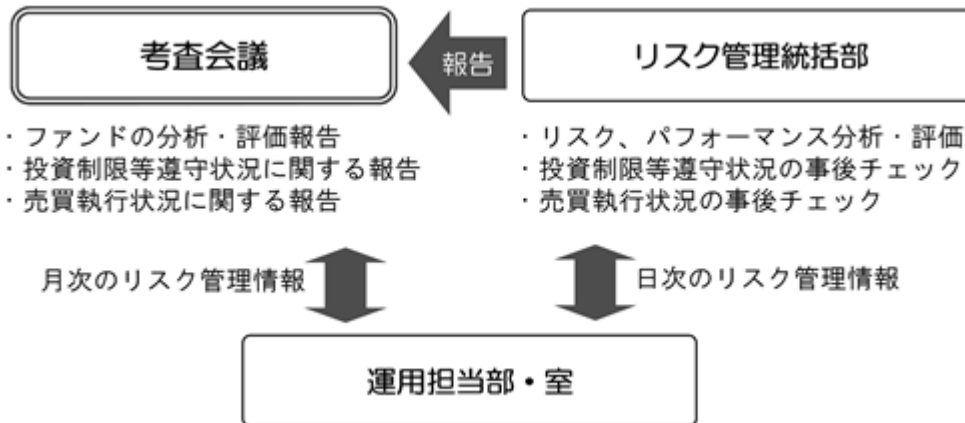 考査会議
報告
リスク管理統括部
・ファンドの分析・評価報告
・投資制限等遵守状況に関する報告
・売買執行状況に関する報告
・リスク、パフォーマンス分析・評価
・投資制限等遵守状況の事後チェック
・売買執行状況の事後チェック
月次のリスク管理情報
日次のリスク管理情報
運用担当部・室